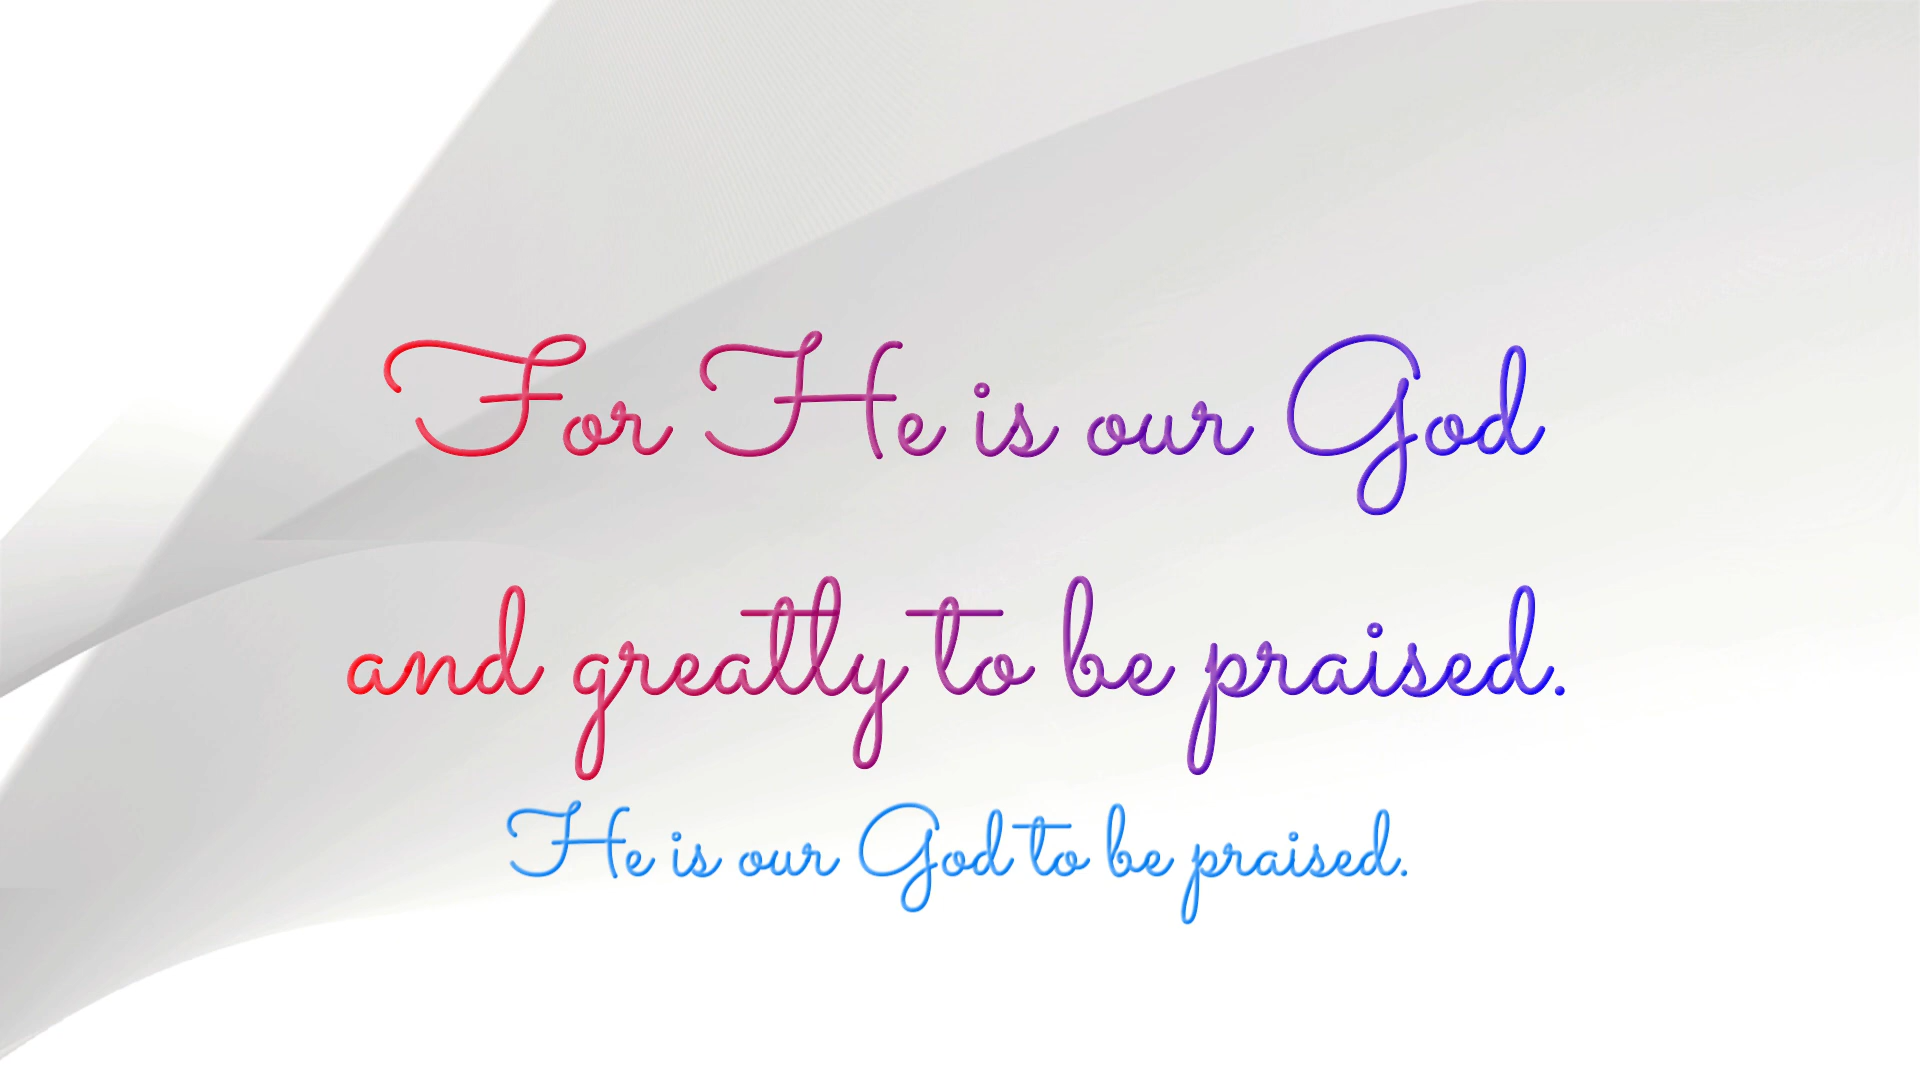 For He is our God
and greatly to be praised.
He is our God to be praised.